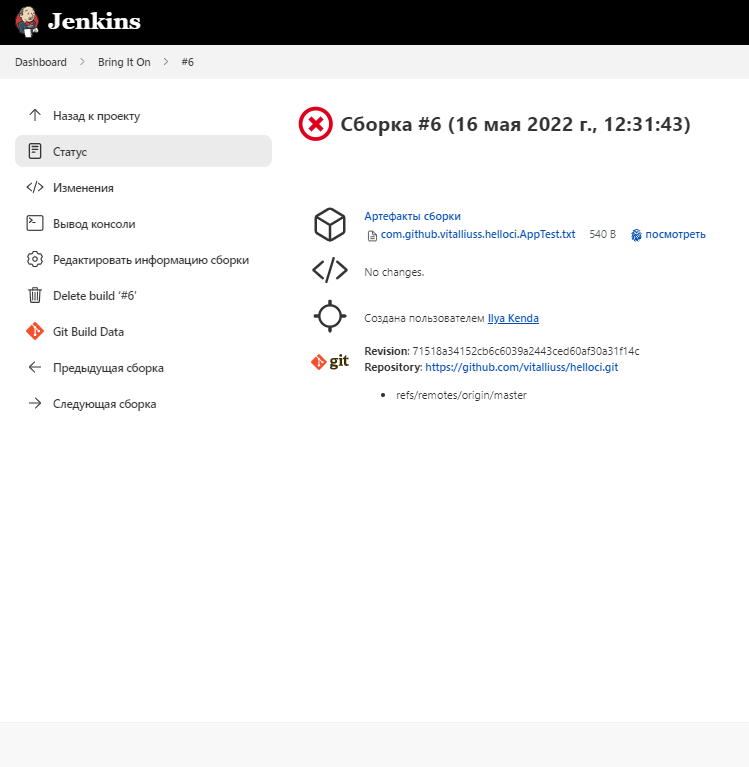 Jenkins
Dashboard > Bring It On > #6
Назад к проекту
Статус
Изменения
Вывод консоли
Редактировать информацию сборки
Delete build ‘#6’
Git Build Data
Предыдущая сборка
Следующая сборка
Сборка #6 (16 мая 2022 г., 12:31:43)
Артефакты сборки
com.github.vitalliuss.helloci.AppTest.txt 540 B посмотреть
No changes.
Создана пользователем Ilya Kenda
git
Revision: 71518a34152cb6c6039a2443ced60af30a31f14c
Repository: https://github.com/vitalliuss/helloci.git
• refs/remotes/origin/master